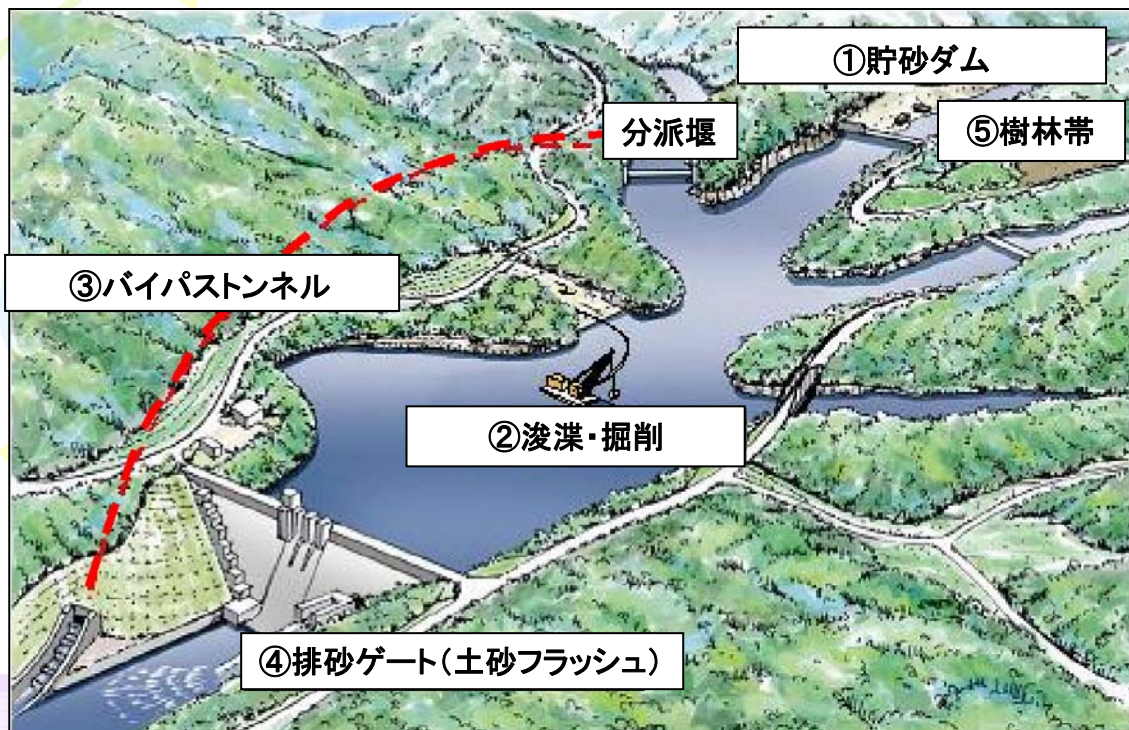 ①貯砂ダム
分派堰
⑤樹林帯
③バイパストンネル
②浚渫・掘削
④排砂ゲート(土砂フラッシュ)